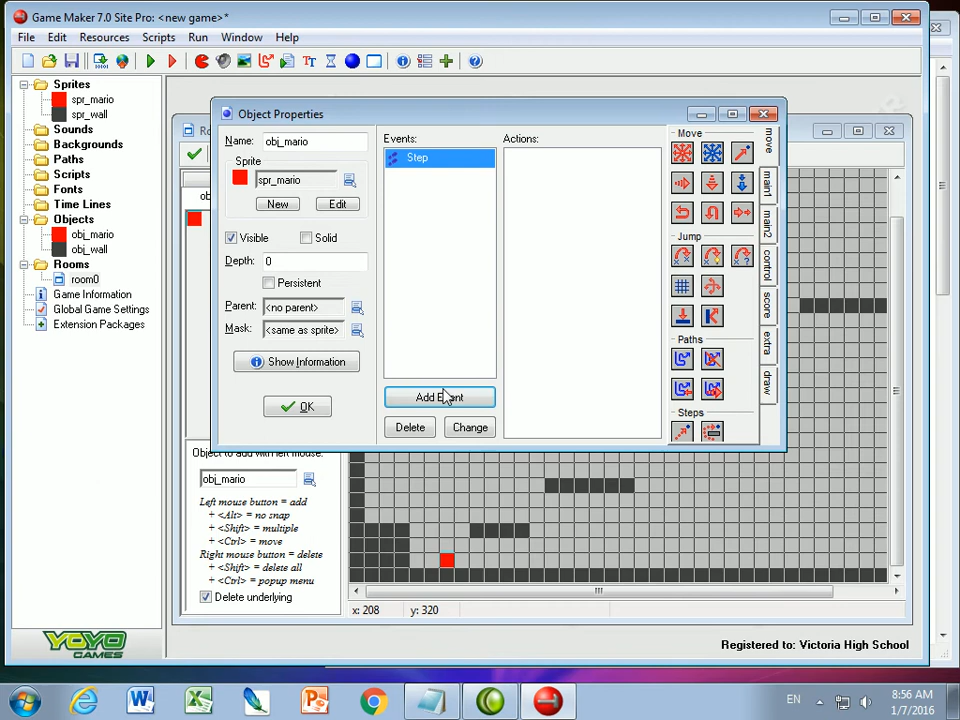 Game Maker 7.0 Site Pro: <new game>*
File Edit Resources Scripts Run Window Help
Sprites
spr_mario
spr_wall
Sounds
Backgrounds
Paths
Scripts
Fonts
Time Lines
Objects
obj_mario
obj_wall
Rooms
room0
Game Information
Global Game Settings
Extension Packages
YOYO
GAMES
Object Properties
Name: obj_mario
Sprite
spr_mario
New Edit
Visible Solid
Depth: 0
Persistent
Parent: <no parent>
Mask: <same as sprite>
Show Information
OK
Events:
Step
Add Event
Delete Change
Actions:
Move
Jump
Paths
Steps
move
main1
main2
control
score
extra
draw
Object to add with left mouse:
obj_mario
Left mouse button = add
+ <Alt> = no snap
+ <Shift> = multiple
+ <Ctrl> = move
Right mouse button = delete
+ <Shift> = delete all
+ <Ctrl> = popup menu
Delete underlying
x: 208 y: 320
Registered to: Victoria High School
EN
8:56 AM
1/7/2016